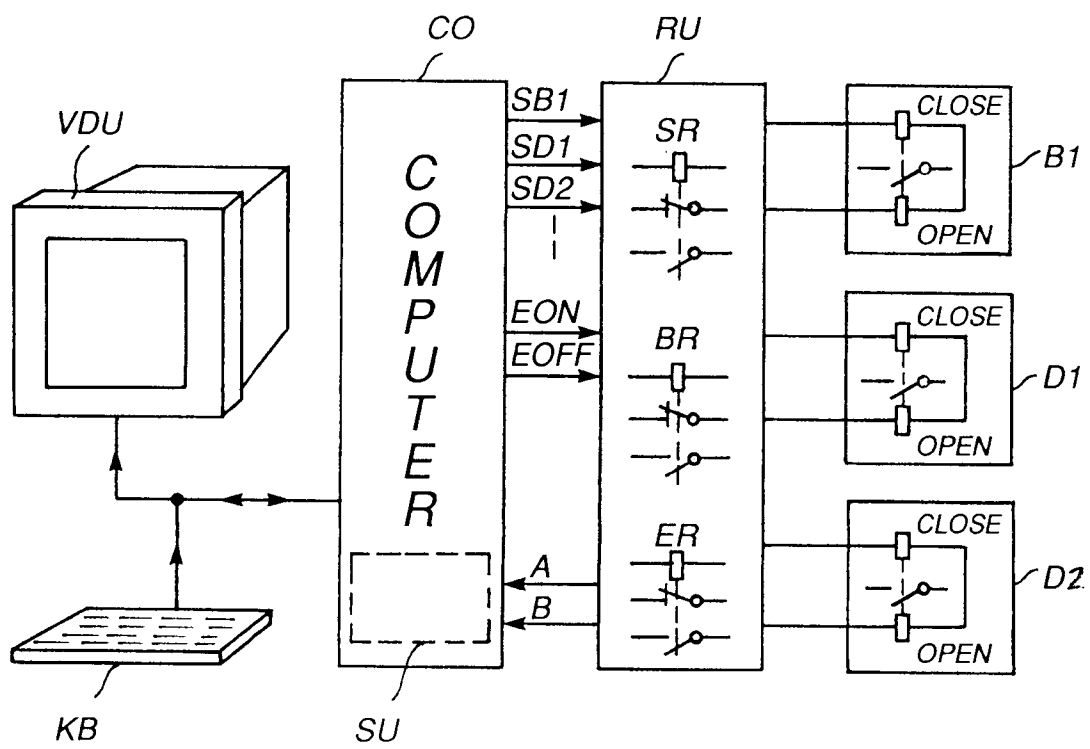 CO
RU
VDU
SB1
CLOSE
SR
B1
SD1
SD2
OPEN
COMPUTER
EON
CLOSE
EOFF
BR
D1
OPEN
CLOSE
ER
A
D2
B
OPEN
KB
SU